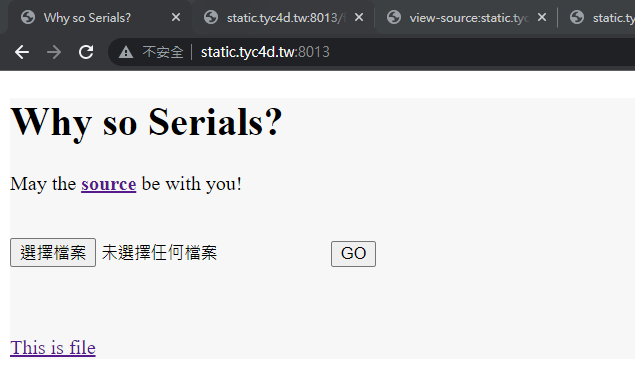 Why so Serials?
static.tyc4d.tw:8013/
view-source:static.tyc
static.ty
不安全
static.tyc4d.tw:8013
Why so Serials?
May the source be with you!
選擇檔案 未選擇任何檔案 GO
This is file